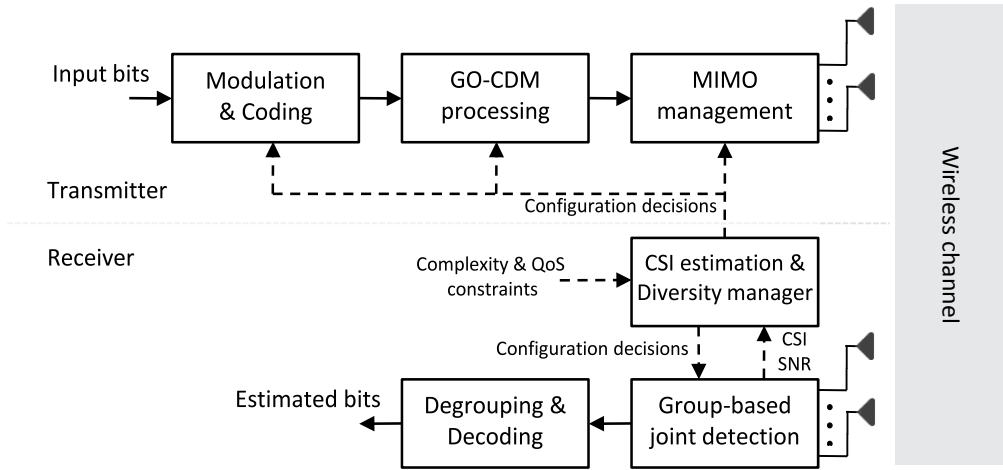 Input bits
Modulation
& Coding
GO-CDM
processing
MIMO
management
Transmitter
Configuration decisions
Receiver
Complexity & QoS
constraints
CSI estimation &
Diversity manager
Configuration decisions
CSI
SNR
Estimated bits
Degrouping &
Decoding
Group-based
joint detection
Wireless channel